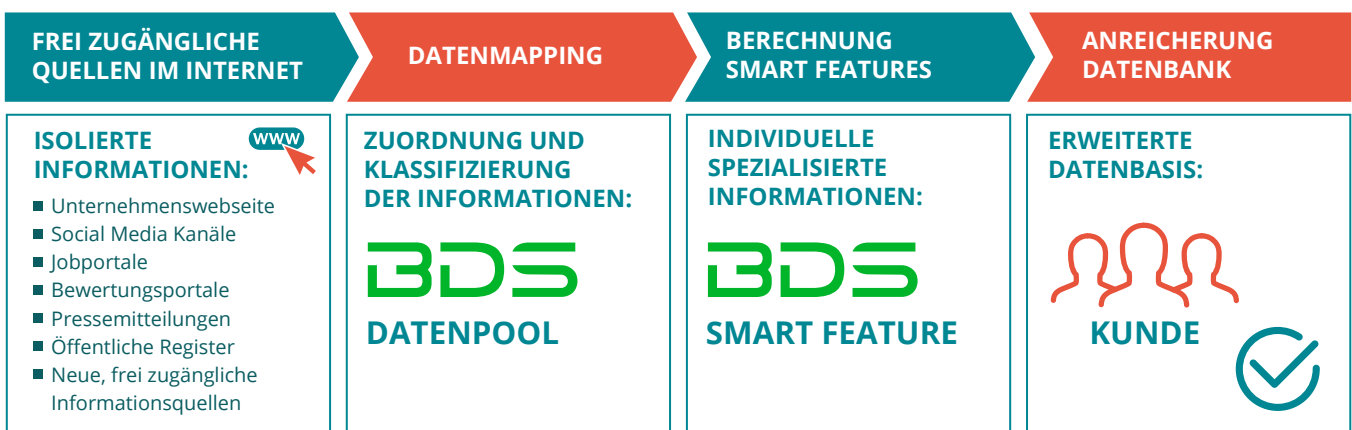 FREI ZUGÄNGLICHE
QUELLEN IM INTERNET
DATENMAPPING
BERECHNUNG
SMART FEATURES
ANREICHERUNG
DATENBANK
ISOLIERTE
INFORMATIONEN:
WWW
Unternehmenswebseite
Social Media Kanäle
Jobportale
Bewertungsportale
Pressemitteilungen
Öffentliche Register
Neue, frei zugängliche
Informationsquellen
ZUORDNUNG UND
KLASSIFIZIERUNG
DER INFORMATIONEN:
BDS
DATENPOOL
INDIVIDUELLE
SPEZIALISIERTE
INFORMATIONEN:
BDS
SMART FEATURE
ERWEITERTE
DATENBASIS:
KUNDE